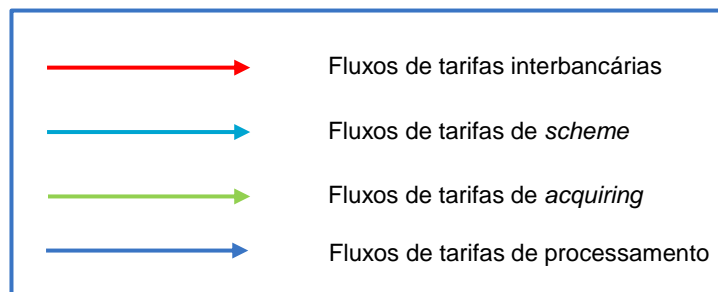 Fluxos de tarifas interbancárias
Fluxos de tarifas de scheme
Fluxos de tarifas de acquiring
Fluxos de tarifas de processamento